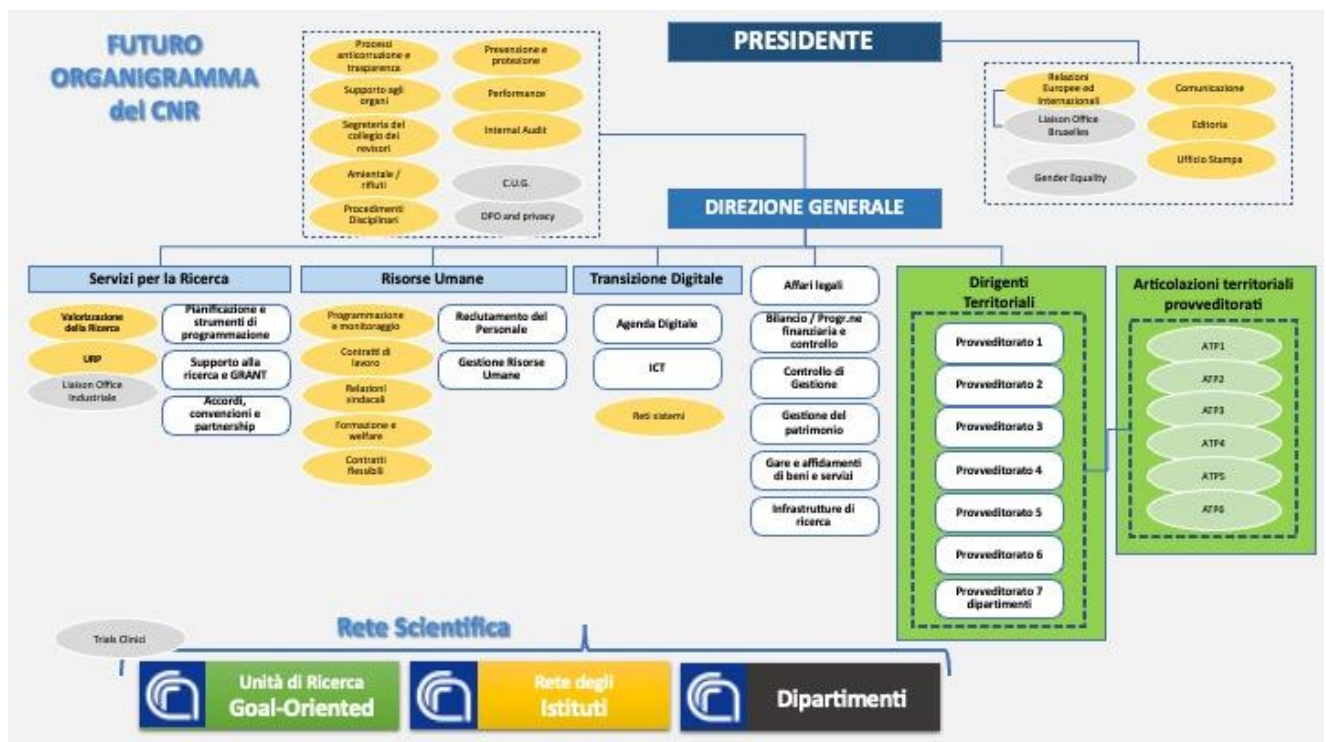 FUTURO
ORGANIGRAMMA
del CNR
Processi
anticorruzione e
trasparenza
Supporto agli
organi
Segreteria del
collegio dei
revisori
Amientale /
rifiuti
Procedimenti
Disciplinari
Prevenzione e
protezione
Performance
Internal Audit
C.U.G.
DPO and privacy
PRESIDENTE
Relazioni
Europee ed
Internazionali
Liaison Office
Bruselles
Gender Equality
Comunicazione
Editoria
Ufficio Stampa
DIREZIONE GENERALE
Servizi per la Ricerca
Valorizzazione
della Ricerca
URP
Liaison Office
Industriale
Pianificazione e
strumenti di
programmazione
Supporto alla
ricerca e GRANT
Accordi,
convenzioni e
partnership
Risorse Umane
Programmazione
e monitoraggio
Contratti di
lavoro
Relazioni
sindacali
Formazione e
welfare
Contratti
flessibili
Reclutamento del
Personale
Gestione Risorse
Umane
Transizione Digitale
Agenda Digitale
ICT
Reti sistemi
Affari legali
Bilancio / Progr.ne
finanziaria e
controllo
Controllo di
Gestione
Gestione del
patrimonio
Gare e affidamenti
di beni e servizi
Infrastrutture di
ricerca
Dirigenti
Territoriali
Provveditorato 1
Provveditorato 2
Provveditorato 3
Provveditorato 4
Provveditorato 5
Provveditorato 6
Provveditorato 7
dipartimenti
Articolazioni territoriali
provveditorati
ATP1
ATP2
ATP3
ATP4
ATP5
ATP6
Rete Scientifica
Trials Clinici
Unità di Ricerca
Goal-Oriented
Rete degli
Istituti
Dipartimenti